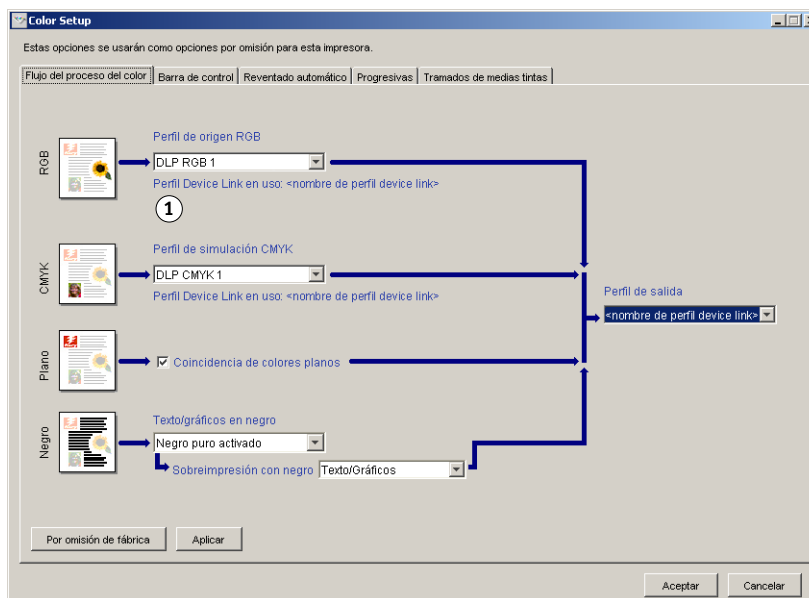 Color Setup
Estas opciones se usarán como opciones por omisión para esta impresora.
Flujo del proceso del color
Barra de control
Reventado automático
Progresivas
Tramados de medias tintas
RGB
Perfil de origen RGB
DLP RGB 1
Perfil Device Link en uso: <nombre de perfil device link>
1
CMYK
Perfil de simulación CMYK
DLP CMYK 1
Perfil Device Link en uso: <nombre de perfil device link>
Perfil de salida
<nombre de perfil device link>
Plano
Coincidencia de colores planos
Negro
Texto/gráficos en negro
Negro puro activado
Sobreimpresión con negro
Texto/Gráficos
Por omisión de fábrica
Aplicar
Aceptar
Cancelar